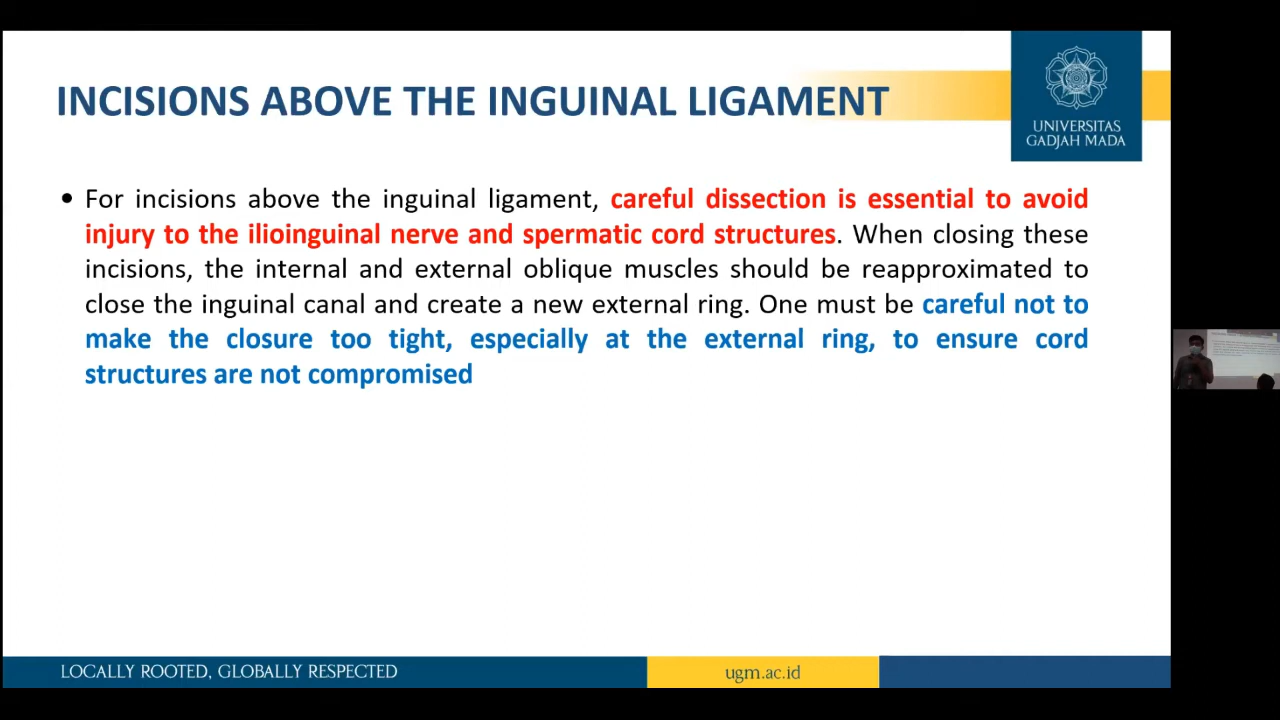 INCISIONS ABOVE THE INGUINAL LIGAMENT
UNIVERSITAS
GADJAH MADA
• For incisions above the inguinal ligament, careful dissection is essential to avoid
injury to the ilioinguinal nerve and spermatic cord structures. When closing these
incisions, the internal and external oblique muscles should be reapproximated to
close the inguinal canal and create a new external ring. One must be careful not to
make the closure too tight, especially at the external ring, to ensure cord
structures are not compromised
LOCALLY ROOTED, GLOBALLY RESPECTED
ugm.ac.id